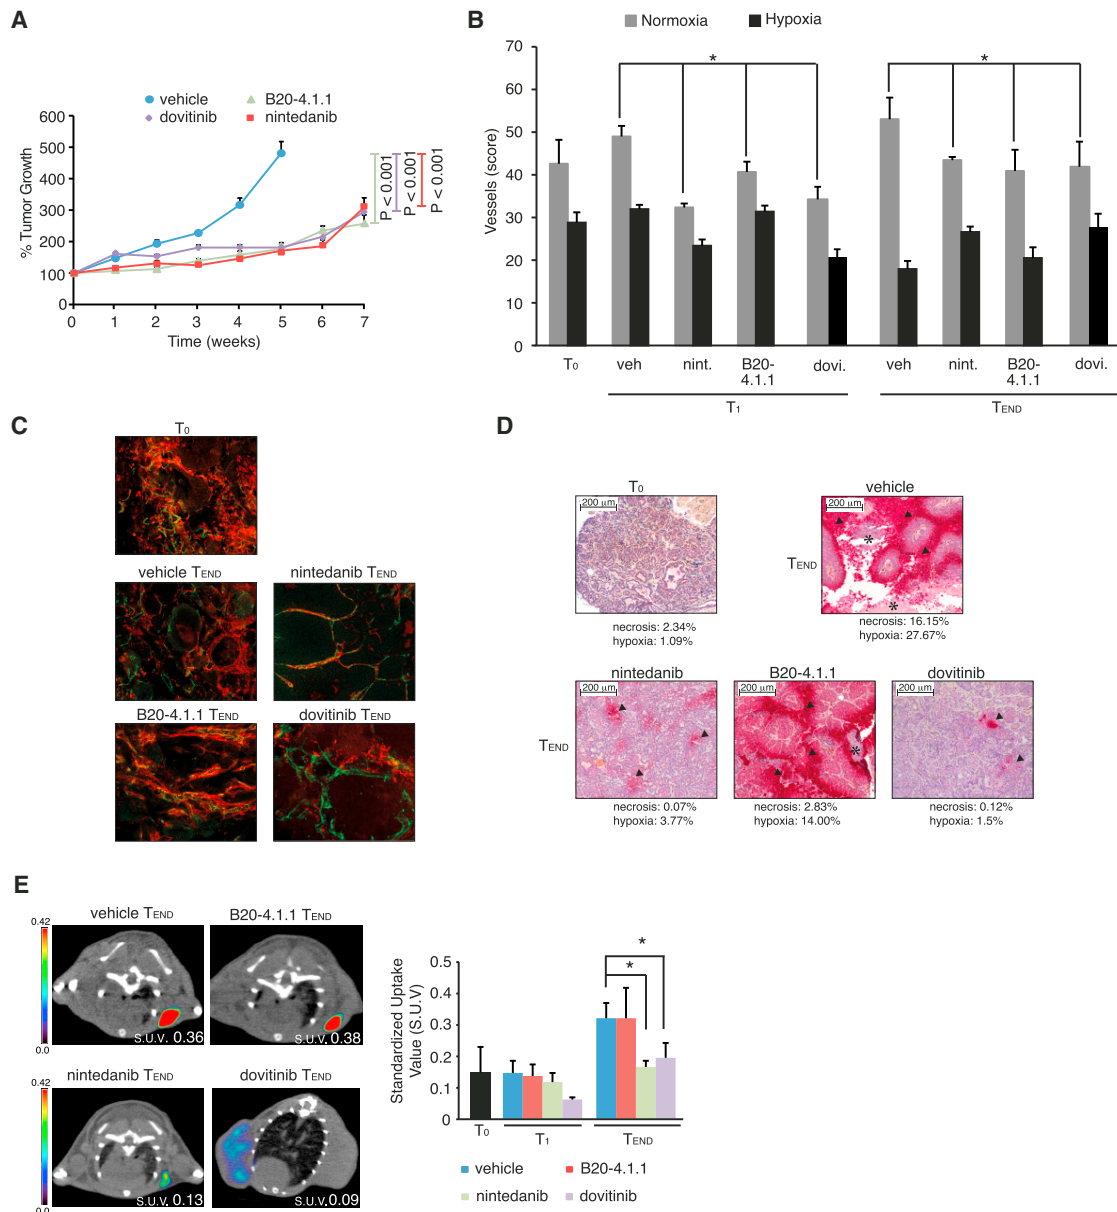 A
vehicle
B20-4.1.1
dovitinib
nintedanib
% Tumor Growth
600
500
400
300
200
100
0
0 1 2 3 4 5 6 7
Time (weeks)
P < 0.001
P < 0.001
P < 0.001
B
Normoxia
Hypoxia
Vessels (score)
70
60
50
40
30
20
10
0
*
*
T0
veh
nint.
B20-
4.1.1
dovi.
veh
nint.
B20-
4.1.1
dovi.
T1
TEND
C
T0
vehicle TEND
nintedanib TEND
B20-4.1.1 TEND
dovitinib TEND
D
T0
vehicle
200 µm
200 µm
*
*
TEND
necrosis: 2.34%
hypoxia: 1.09%
necrosis: 16.15%
hypoxia: 27.67%
nintedanib
B20-4.1.1
dovitinib
200 µm
200 µm
200 µm
*
TEND
necrosis: 0.07%
hypoxia: 3.77%
necrosis: 2.83%
hypoxia: 14.00%
necrosis: 0.12%
hypoxia: 1.5%
E
vehicle TEND
B20-4.1.1 TEND
0.42
0.0
S.U.V. 0.36
S.U.V. 0.38
nintedanib TEND
dovitinib TEND
0.42
0.0
S.U.V. 0.13
S.U.V. 0.09
Standardized Uptake
Value (S.U.V)
0.5
0.4
0.3
0.2
0.1
0
*
*
T0
T1
TEND
vehicle
B20-4.1.1
nintedanib
dovitinib